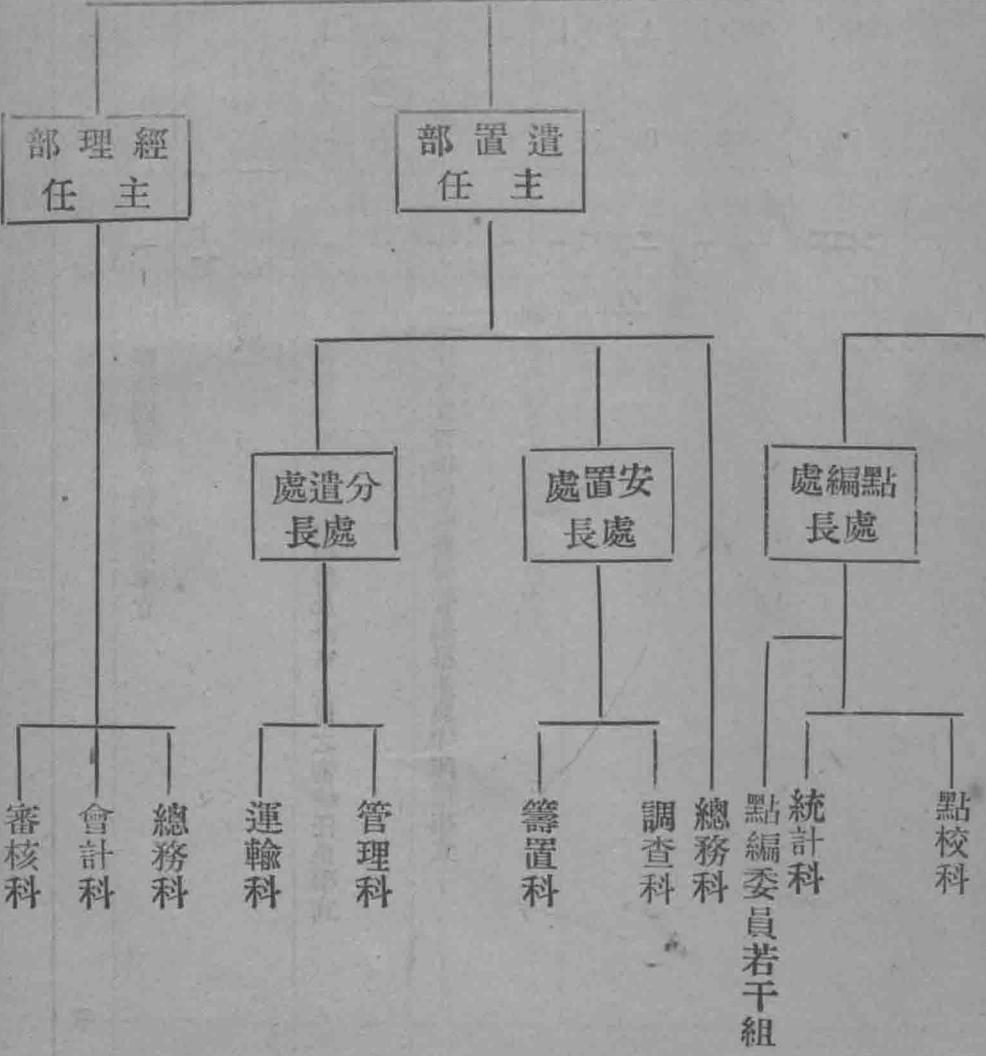 遣置部
主任
經理部
主任
點編處
處長
安置處
處長
分遣處
處長
點校科
統計科
點編委員若干組
總務科
調查科
籌置科
管理科
運輸科
總務科
會計科
審核科